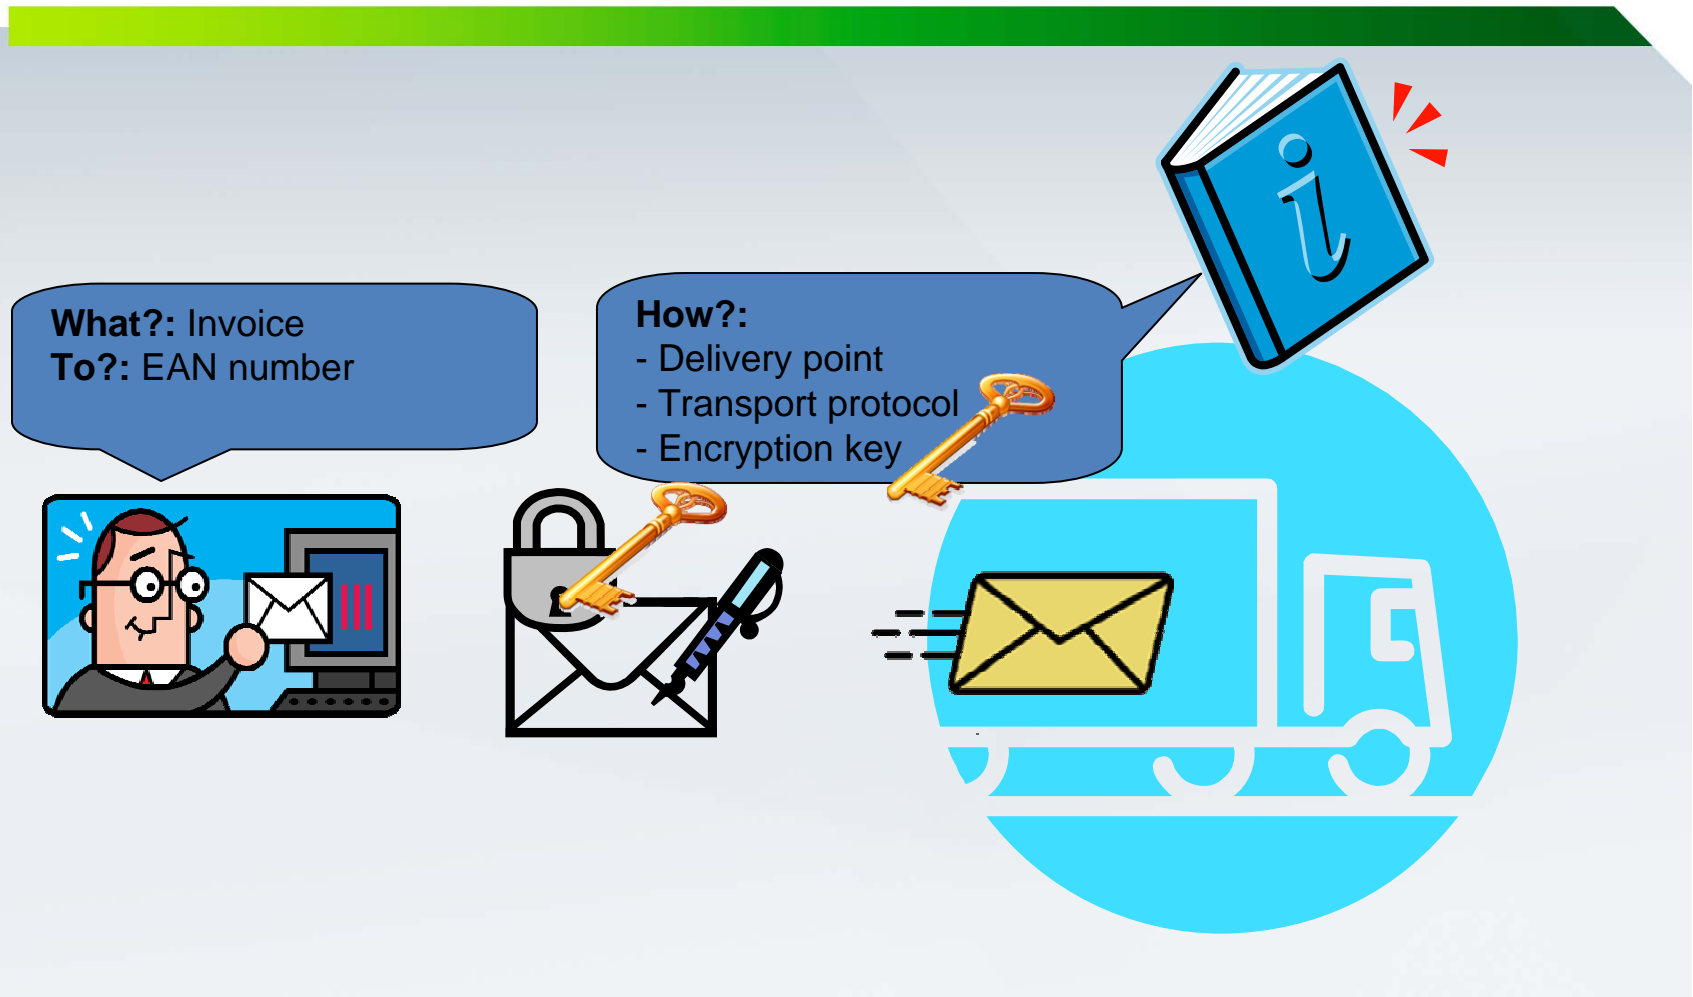 What?: Invoice
To?: EAN number
How?:
- Delivery point
- Transport protocol
- Encryption key
i